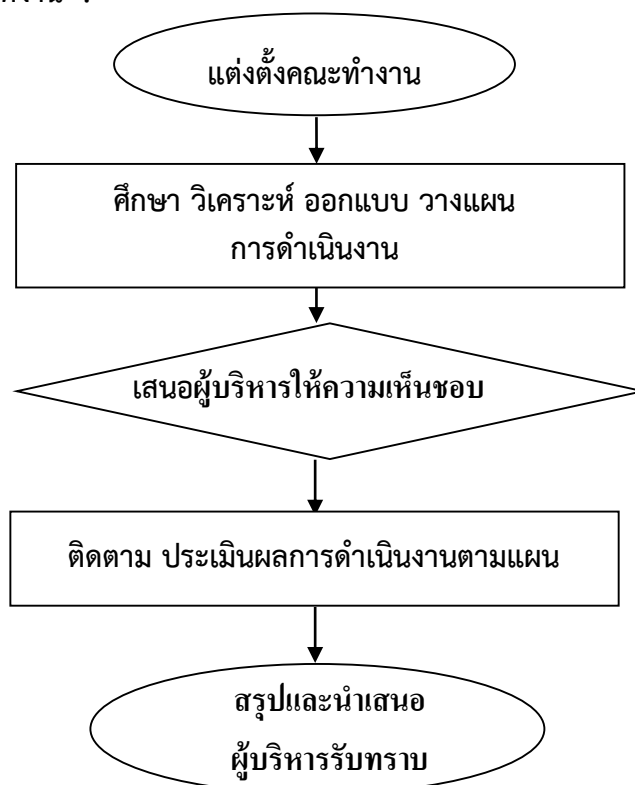 แต่งตั้งคณะทำงาน
ศึกษา วิเคราะห์ ออกแบบ วางแผน
การดำเนินงาน
เสนอผู้บริหารให้ความเห็นชอบ
ติดตาม ประเมินผลการดำเนินงานตามแผน
สรุปและนำเสนอ
ผู้บริหารรับทราบ